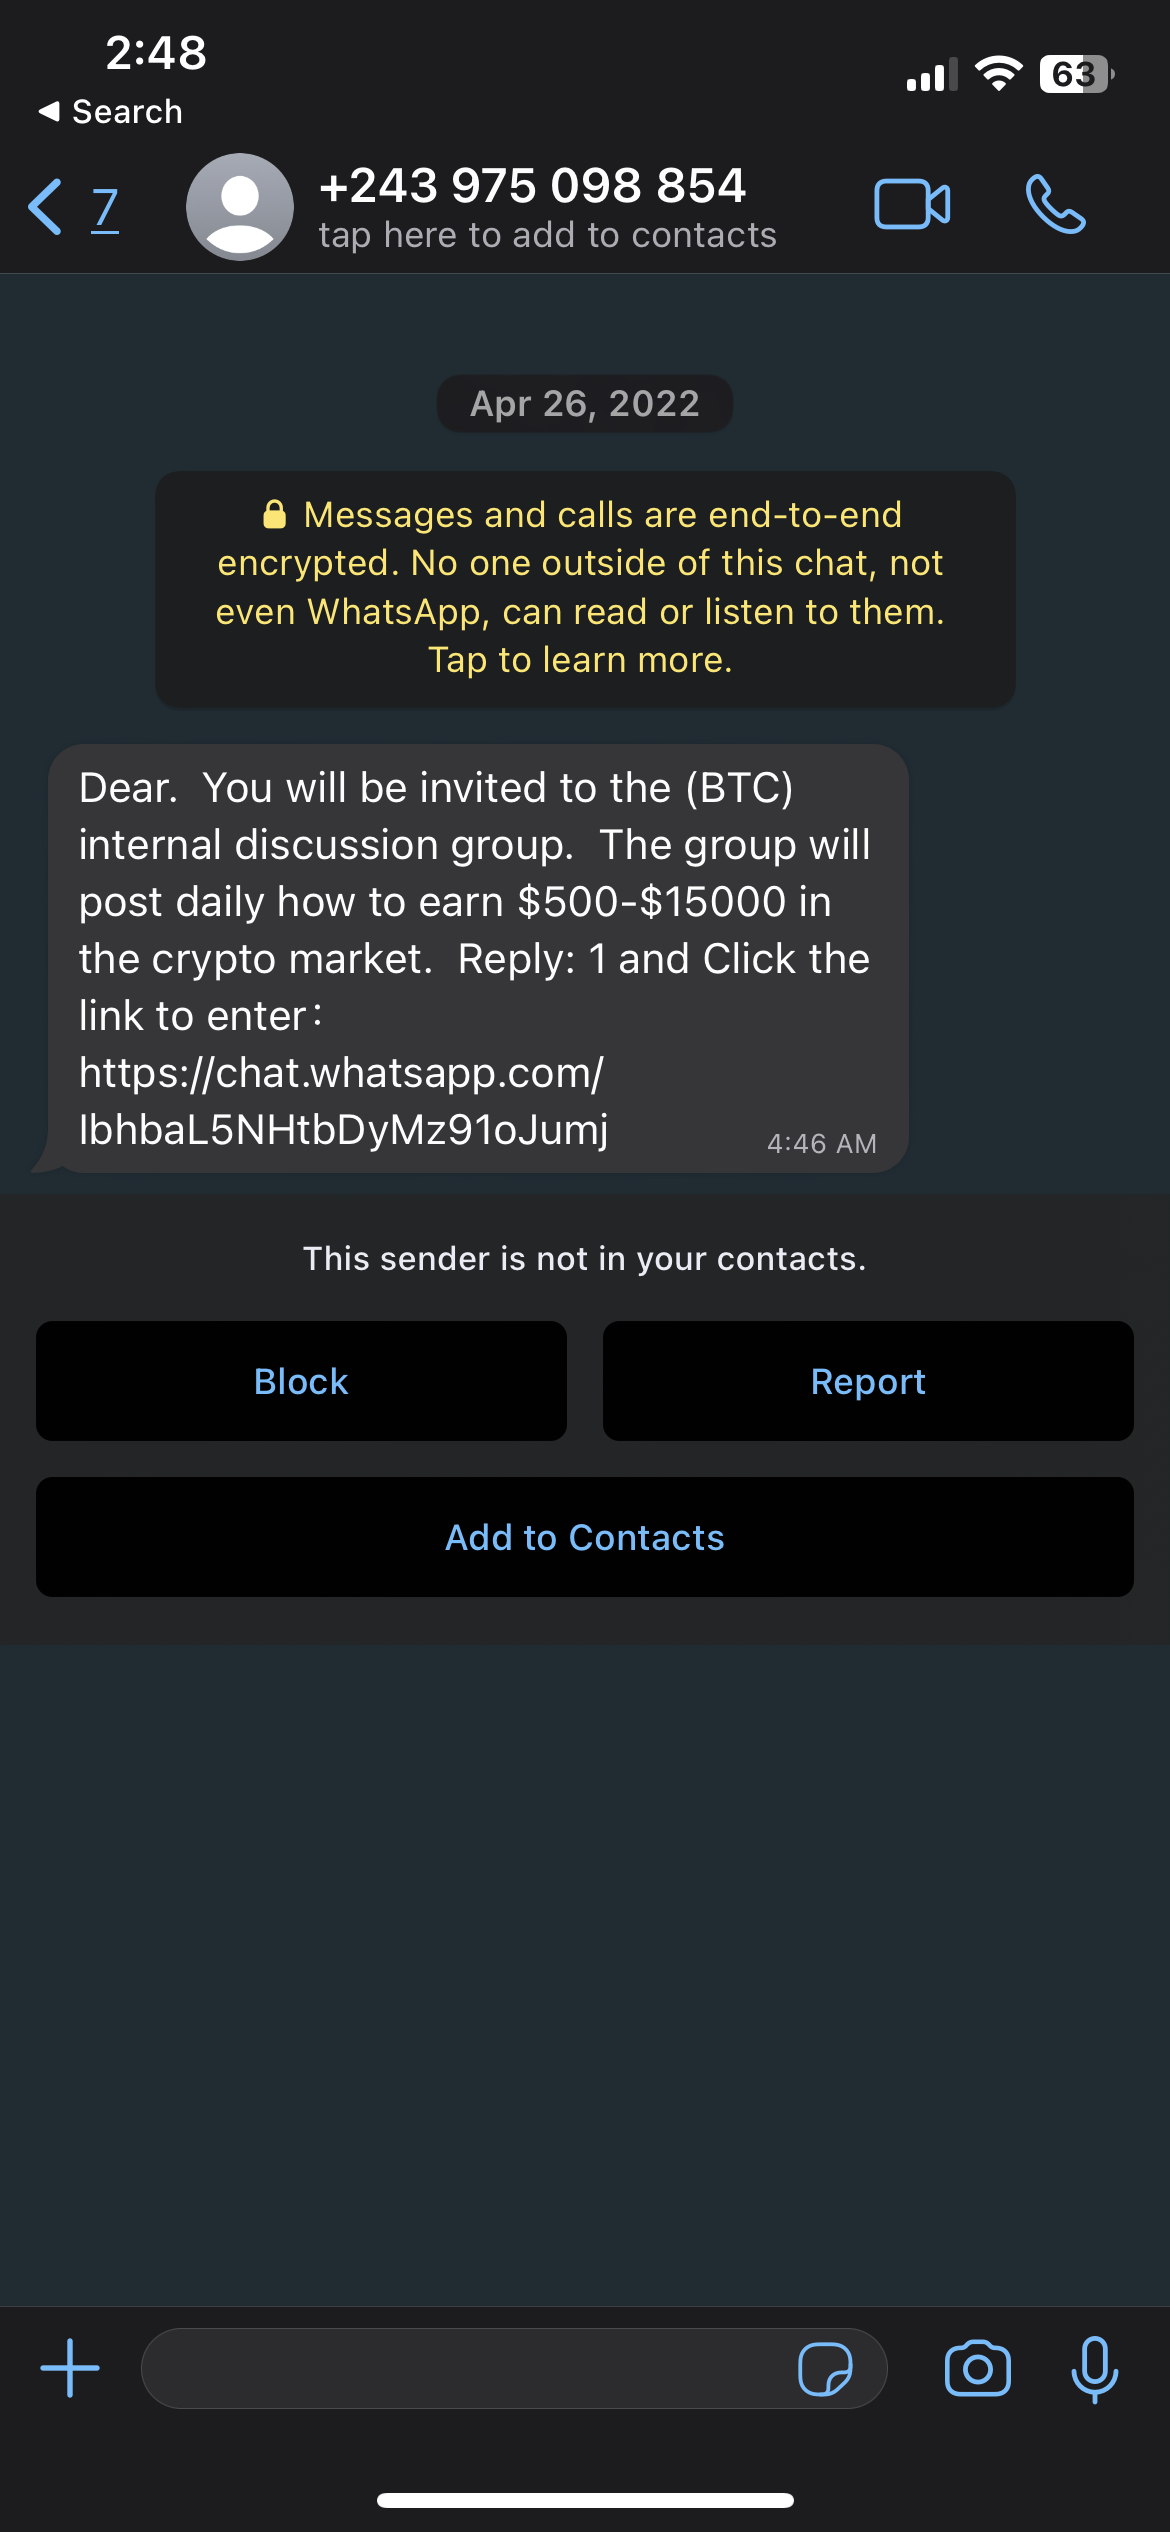 2:48
63
◀ Search
7
+243 975 098 854
tap here to add to contacts
Apr 26, 2022
🔒 Messages and calls are end-to-end
encrypted. No one outside of this chat, not
even WhatsApp, can read or listen to them.
Tap to learn more.
Dear.  You will be invited to the (BTC)
internal discussion group.  The group will
post daily how to earn $500-$15000 in
the crypto market.  Reply: 1 and Click the
link to enter：
https://chat.whatsapp.com/
IbhbaL5NHtbDyMz91oJumj
4:46 AM
This sender is not in your contacts.
Block
Report
Add to Contacts